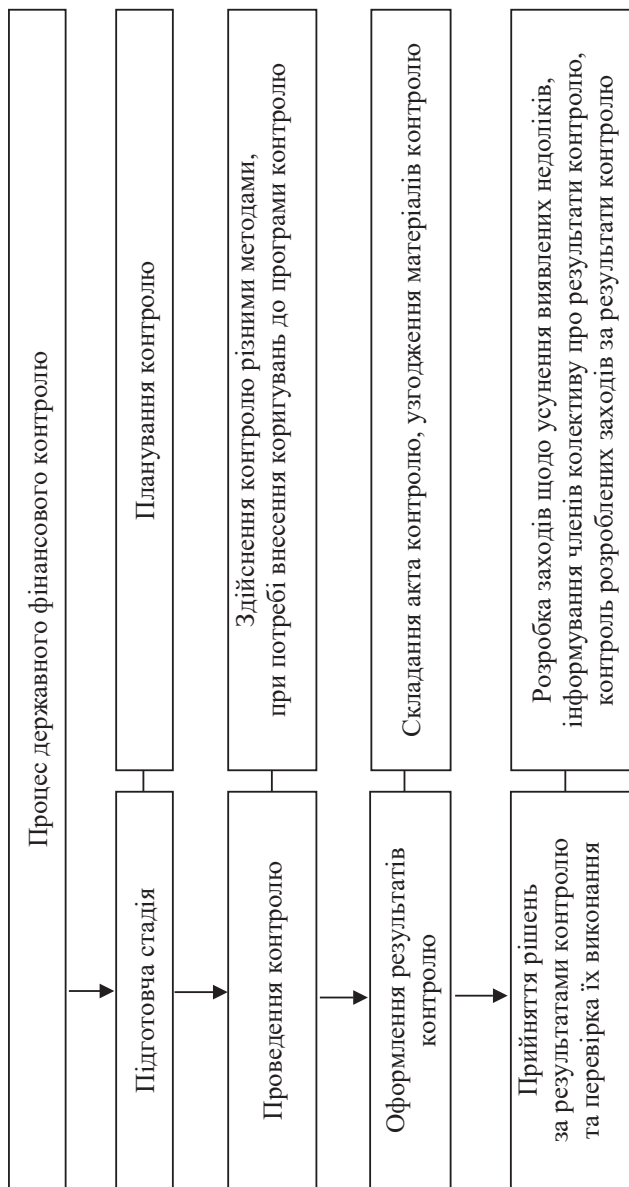 Процес державного фінансового контролю
Підготовча стадія
Планування контролю
Проведення контролю
Здійснення контролю різними методами,
при потребі внесення коригувань до програми контролю
Оформлення результатів
контролю
Складання акта контролю, узгодження матеріалів контролю
Прийняття рішень
за результатами контролю
та перевірка їх виконання
Розробка заходів щодо усунення виявлених недоліків,
інформування членів колективу про результати контролю,
контроль розроблених заходів за результати контролю